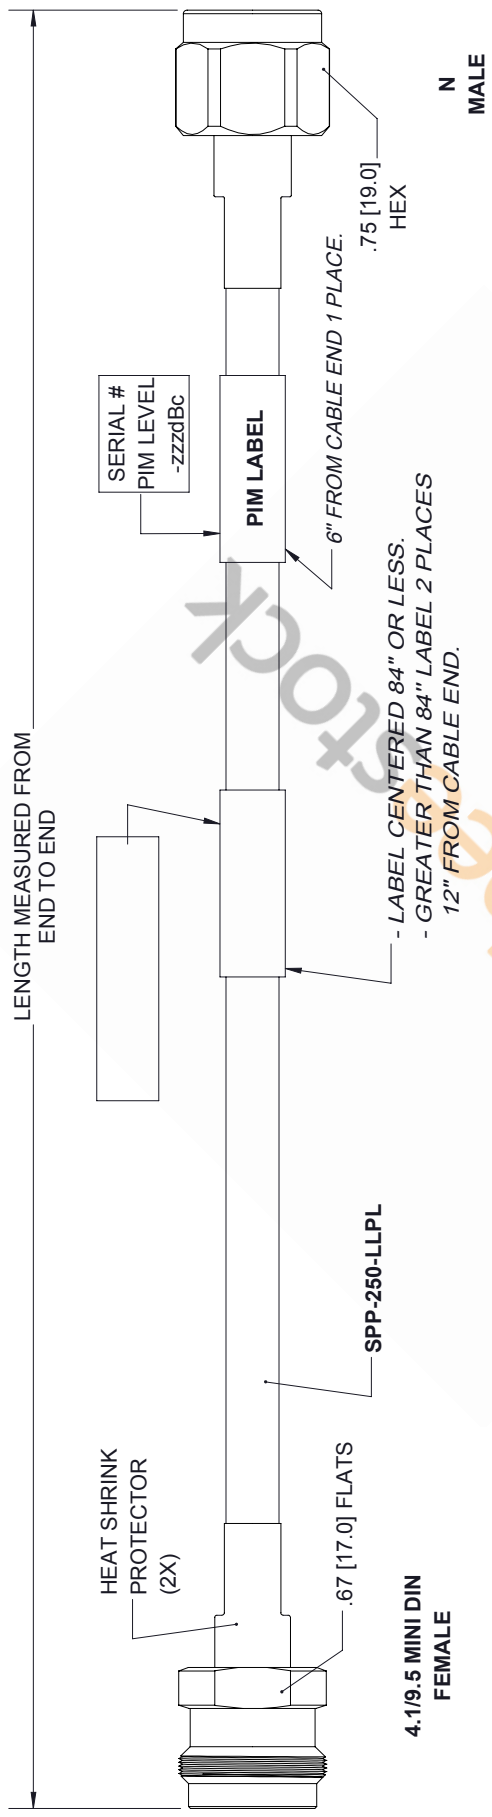 LENGTH MEASURED FROM
END TO END
HEAT SHRINK
PROTECTOR
(2X)
SERIAL #
PIM LEVEL
-zzzdBc
PIM LABEL
.67 [17.0] FLATS
SPP-250-LLPL
- LABEL CENTERED 84" OR LESS.
- GREATER THAN 84" LABEL 2 PLACES
12" FROM CABLE END.
6" FROM CABLE END 1 PLACE.
.75 [19.0]
HEX
4.1/9.5 MINI DIN
FEMALE
N
MALE